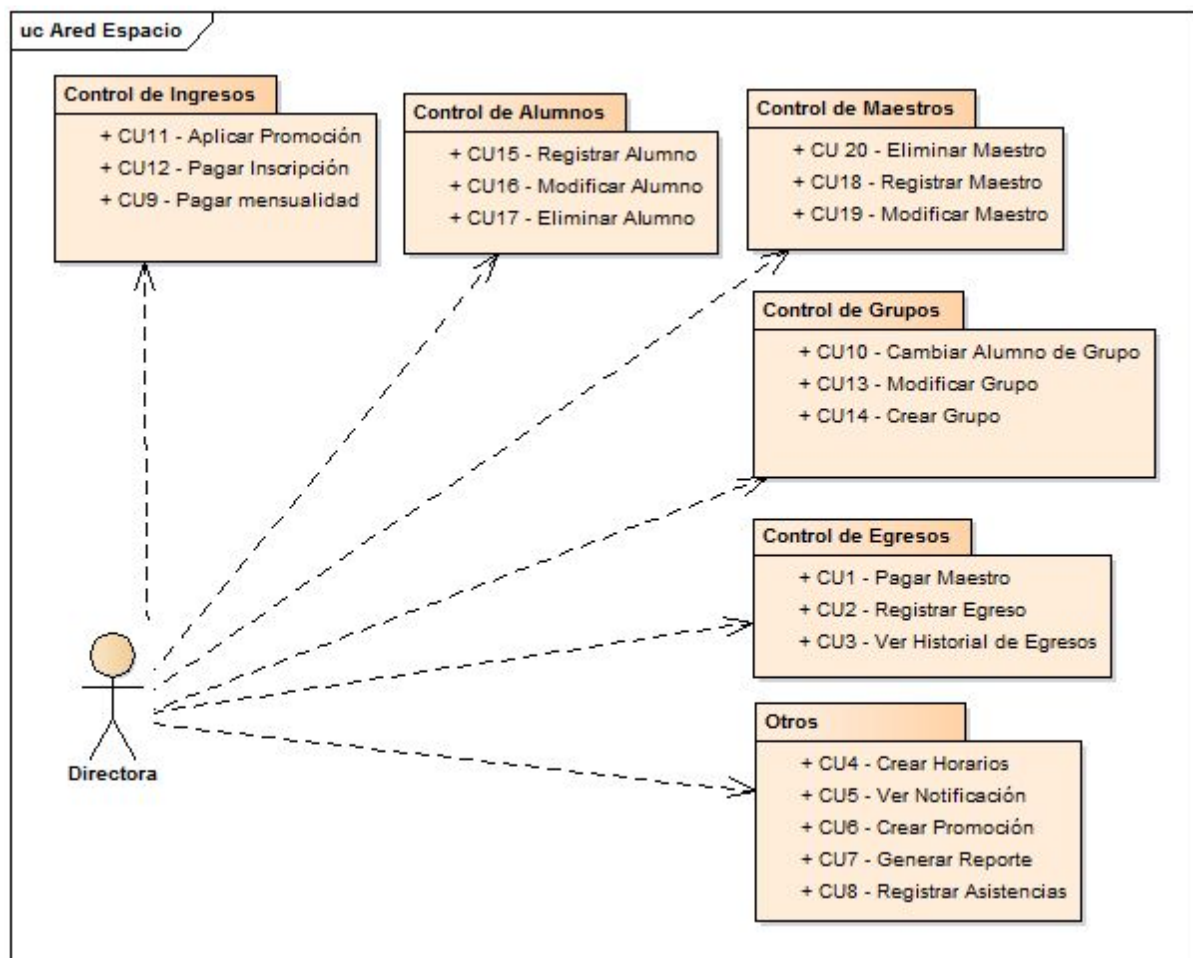 uc Ared Espacio
Control de Ingresos
+ CU11 - Aplicar Promoción
+ CU12 - Pagar Inscripción
+ CU9 - Pagar mensualidad
Control de Alumnos
+ CU15 - Registrar Alumno
+ CU16 - Modificar Alumno
+ CU17 - Eliminar Alumno
Control de Maestros
+ CU 20 - Eliminar Maestro
+ CU18 - Registrar Maestro
+ CU19 - Modificar Maestro
Control de Grupos
+ CU10 - Cambiar Alumno de Grupo
+ CU13 - Modificar Grupo
+ CU14 - Crear Grupo
Control de Egresos
+ CU1 - Pagar Maestro
+ CU2 - Registrar Egreso
+ CU3 - Ver Historial de Egresos
Otros
+ CU4 - Crear Horarios
+ CU5 - Ver Notificación
+ CU6 - Crear Promoción
+ CU7 - Generar Reporte
+ CU8 - Registrar Asistencias
Directora